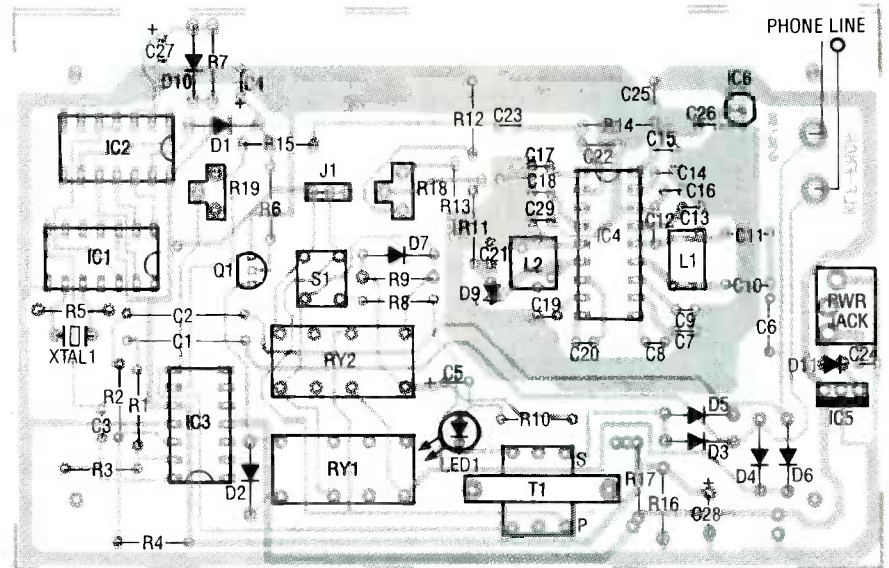 PHONE LINE
+
C27
R7
D10
C4
+
D1
R15
IC2
R19
J1
R18
R6
R12
C23
C25
IC6
R14
C26
C15
C22
C17
C18
C14
C16
R13
R11
C29
IC4
C12
C13
IC1
Q1
S1
D7
R9
R8
C21
L2
L1
C11
C10
D9
R5
XTAL1
C2
C1
C19
C9
C7
C6
PWR
JACK
RY2
C20
C8
D11
C24
IC5
R2
R1
C3
IC3
+
C5
R10
D5
D3
R3
D2
RY1
LED1
S
T1
P
R17
R16
+
C28
D4
D6
R4